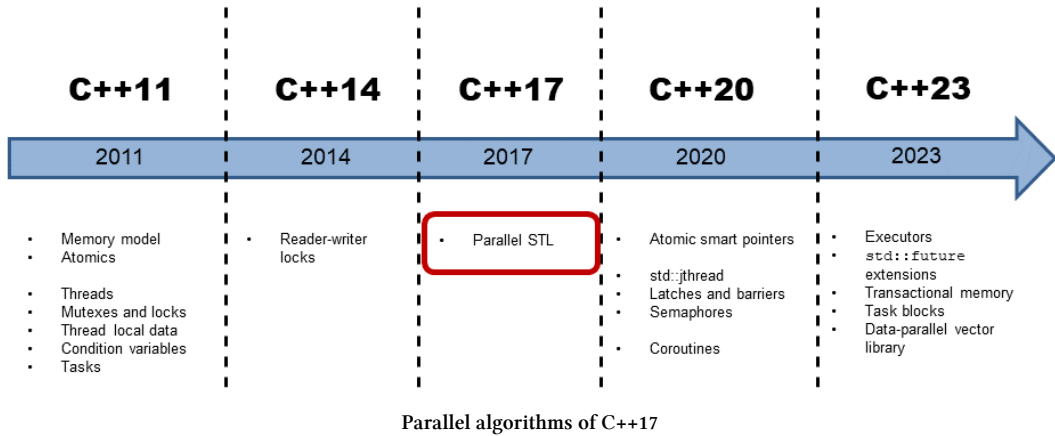 C++11
C++14
C++17
C++20
C++23
2011
2014
2017
2020
2023
• Memory model
• Atomics
• Threads
• Mutexes and locks
• Thread local data
• Condition variables
• Tasks
• Reader-writer
locks
• Parallel STL
• Atomic smart pointers
• std::jthread
• Latches and barriers
• Semaphores
• Coroutines
• Executors
• std::future
extensions
• Transactional memory
• Task blocks
• Data-parallel vector
library
Parallel algorithms of C++17